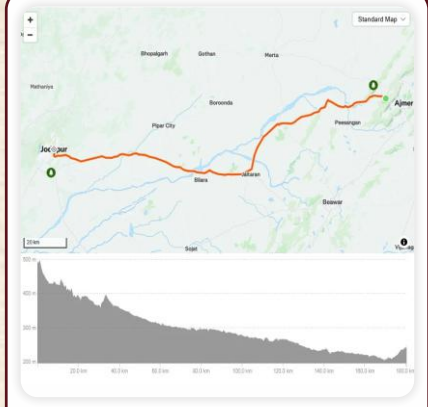 +
Standard Map
−
Bhopalgarh
Gothan
Merta
Mathaniya
Boroonda
Ajmer
Pipar City
Peesangan
Jodhpur
Bilara
Jaitaran
Beawar
20 km
Sojat
500 m
400 m
300 m
200 m
20.0 km 40.0 km 60.0 km 80.0 km 100.0 km 120.0 km 140.0 km 160.0 km 180.0 km